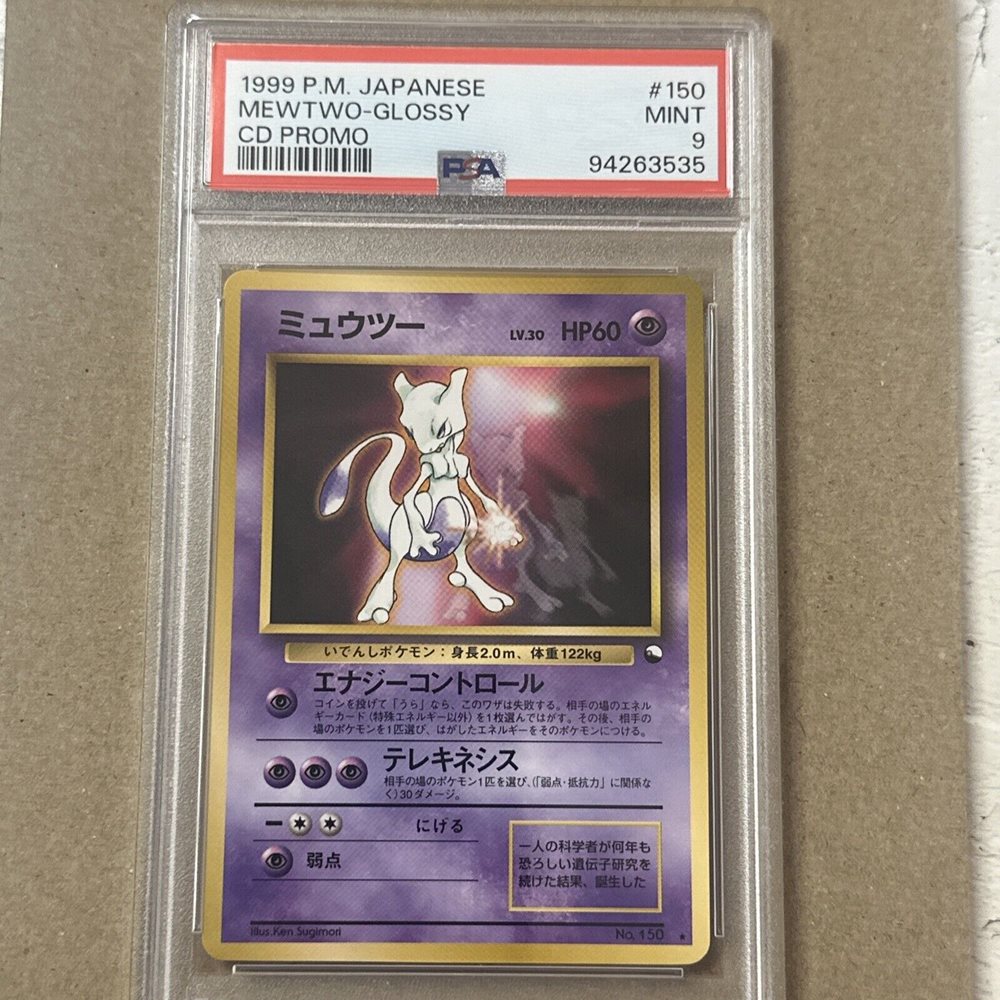 1999 P.M. JAPANESE #150
MEWTWO-GLOSSY MINT
CD PROMO 9
PSA 94263535
ミュウツー LV.30 HP60
いでんしポケモン：身長2.0m、体重122kg
エナジーコントロール
コインを投げて「うら」なら、このワザは失敗する。相手の場のエネル
ギーカード（特殊エネルギー以外）を1枚選んではがす。その後、相手の
場のポケモンを1匹選び、はがしたエネルギーをそのポケモンにつける。
テレキネシス
相手の場のポケモン1匹を選び、（「弱点・抵抗力」に関係な
く）30ダメージ。
にげる
弱点
一人の科学者が何年も
恐ろしい遺伝子研究を
続けた結果、誕生した
Illus.Ken Sugimori No. 150 ★